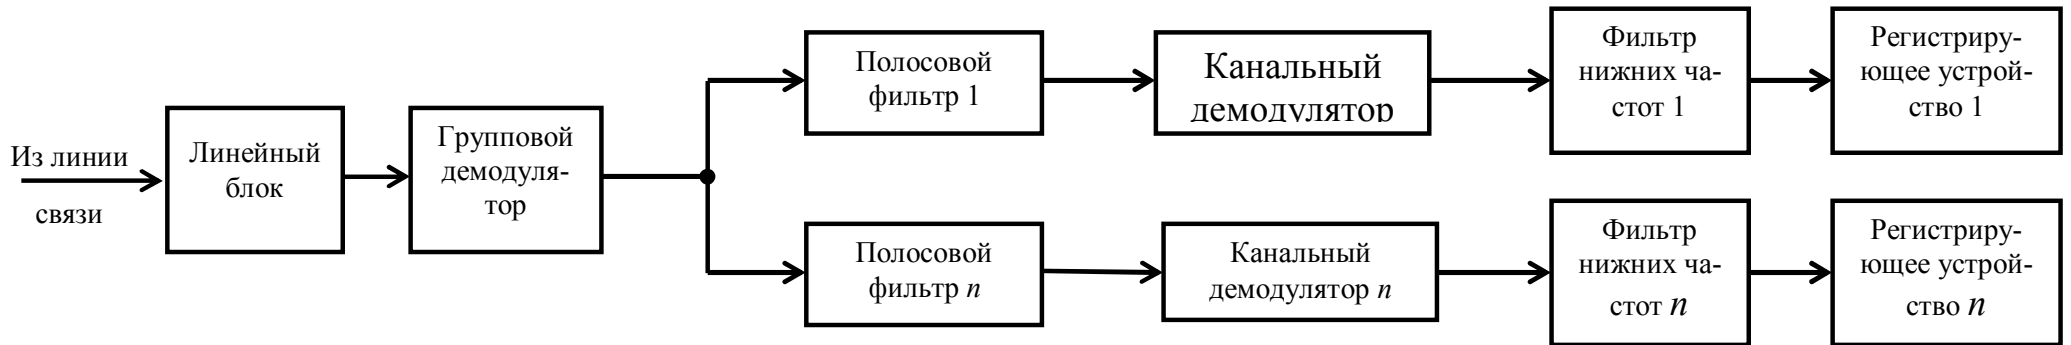 Из линии
связи
Линейный
блок
Групповой
демодуля-
тор
Полосовой
фильтр 1
Канальный
демодулятор
Фильтр
нижних ча-
стот 1
Регистриру-
ющее устрой-
ство 1
Полосовой
фильтр n
Канальный
демодулятор n
Фильтр
нижних ча-
стот n
Регистриру-
ющее устрой-
ство n